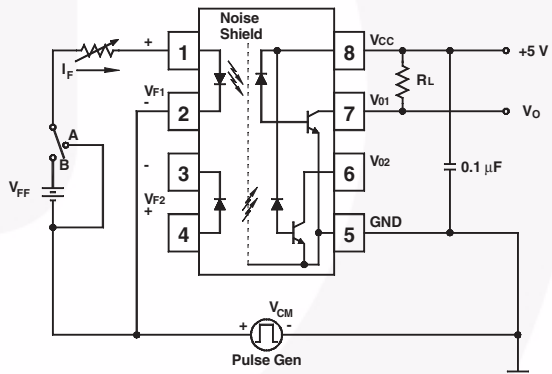 Noise
Shield
+ 1 8 VCC +5 V
IF
RL
VF1
- 2 7 V01 VO
A
B
- 3 6 V02
VFF
0.1 μF
VF2
+ 4 5 GND
VCM
+ -
Pulse Gen